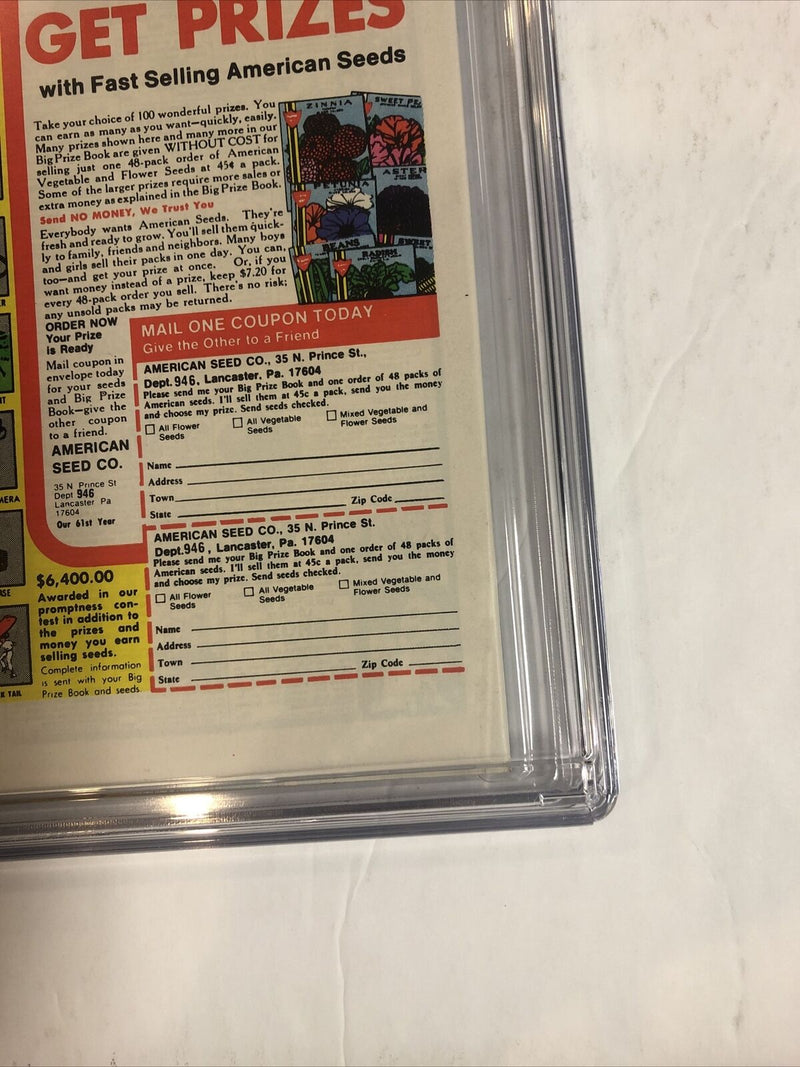 GET PRIZES
with Fast Selling American Seeds
Take your choice of 100 wonderful prizes. You
can earn as many as you want—quickly, easily.
Many prizes shown here and many more in our
Big Prize Book are given WITHOUT COST for
selling just one 48-pack order of American
Vegetable and Flower Seeds at 45¢ a pack.
Some of the larger prizes require more sales or
extra money as explained in the Big Prize Book.
Send NO MONEY, We Trust You
Everybody wants American Seeds. They're
fresh and ready to grow. You'll sell them quick-
ly to family, friends and neighbors. Many boys
and girls sell their packs in one day. You can,
too—and get your prize at once. Or, if you
want money instead of a prize, keep $7.20 for
every 48-pack order you sell. There's no risk;
any unsold packs may be returned.
ZINNIA
SWEET PE
ASTER
PETUNIA
BEANS
RADISH
SWEET
ORDER NOW
Your Prize
is Ready
Mail coupon in
envelope today
for your seeds
and Big Prize
Book—give the
other coupon
to a friend.
AMERICAN
SEED CO.
35 N Prince St
Dept 946
Lancaster Pa
17604
Our 61st Year
MAIL ONE COUPON TODAY
Give the Other to a Friend
AMERICAN SEED CO., 35 N. Prince St.,
Dept. 946, Lancaster, Pa. 17604
Please send me your Big Prize Book and one order of 48 packs of
American seeds. I'll sell them at 45c a pack, send you the money
and choose my prize. Send seeds checked.
All Flower Seeds
All Vegetable Seeds
Mixed Vegetable and Flower Seeds
Name
Address
Town
Zip Code
State
AMERICAN SEED CO., 35 N. Prince St.
Dept. 946, Lancaster, Pa. 17604
Please send me your Big Prize Book and one order of 48 packs of
American seeds. I'll sell them at 45c a pack, send you the money
and choose my prize. Send seeds checked.
All Flower Seeds
All Vegetable Seeds
Mixed Vegetable and Flower Seeds
Name
Address
Town
Zip Code
State
$6,400.00
Awarded in our
promptness con-
test in addition to
the prizes and
money you earn
selling seeds.
Complete information
is sent with your Big
Prize Book and seeds.
MERA
ASE
K TAIL